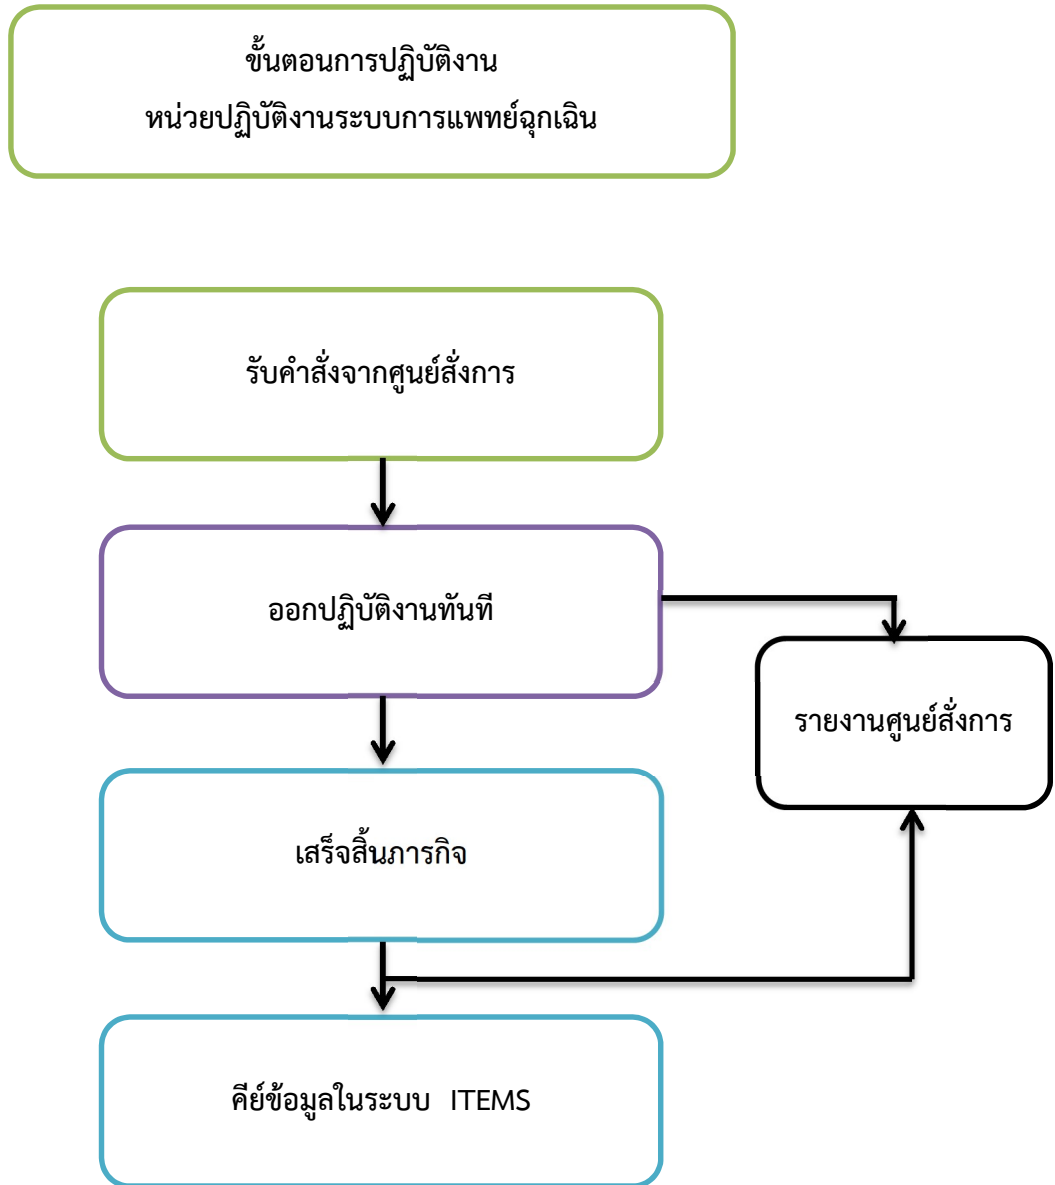 ขั้นตอนการปฏิบัติงาน
หน่วยปฏิบัติงานระบบการแพทย์ฉุกเฉิน
รับคำสั่งจากศูนย์สั่งการ
ออกปฏิบัติงานทันที
รายงานศูนย์สั่งการ
เสร็จสิ้นภารกิจ
คีย์ข้อมูลในระบบ ITEMS